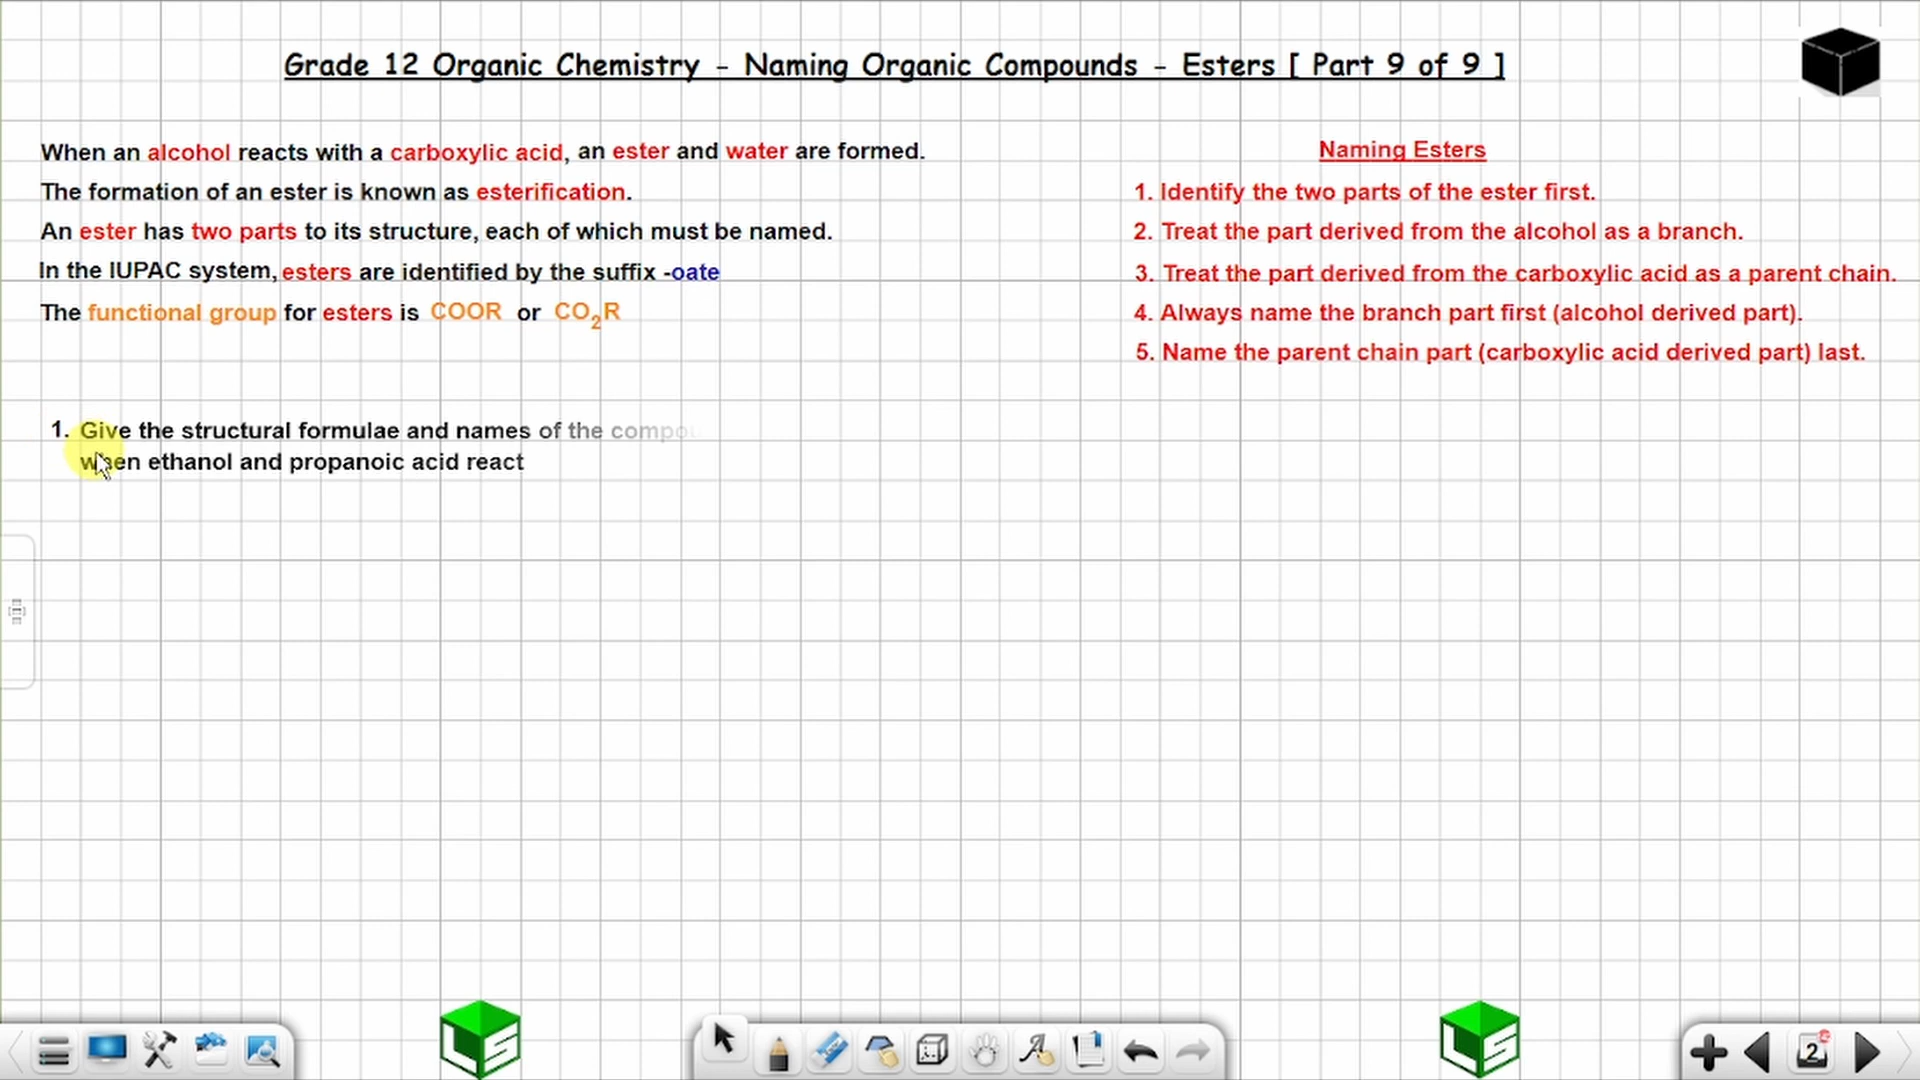 Grade 12 Organic Chemistry - Naming Organic Compounds - Esters [ Part 9 of 9 ]
When an alcohol reacts with a carboxylic acid, an ester and water are formed.
The formation of an ester is known as esterification.
An ester has two parts to its structure, each of which must be named.
In the IUPAC system, esters are identified by the suffix -oate
The functional group for esters is COOR or CO2R
Naming Esters
1. Identify the two parts of the ester first.
2. Treat the part derived from the alcohol as a branch.
3. Treat the part derived from the carboxylic acid as a parent chain.
4. Always name the branch part first (alcohol derived part).
5. Name the parent chain part (carboxylic acid derived part) last.
1. Give the structural formulae and names of the
when ethanol and propanoic acid react
LS
LS
2